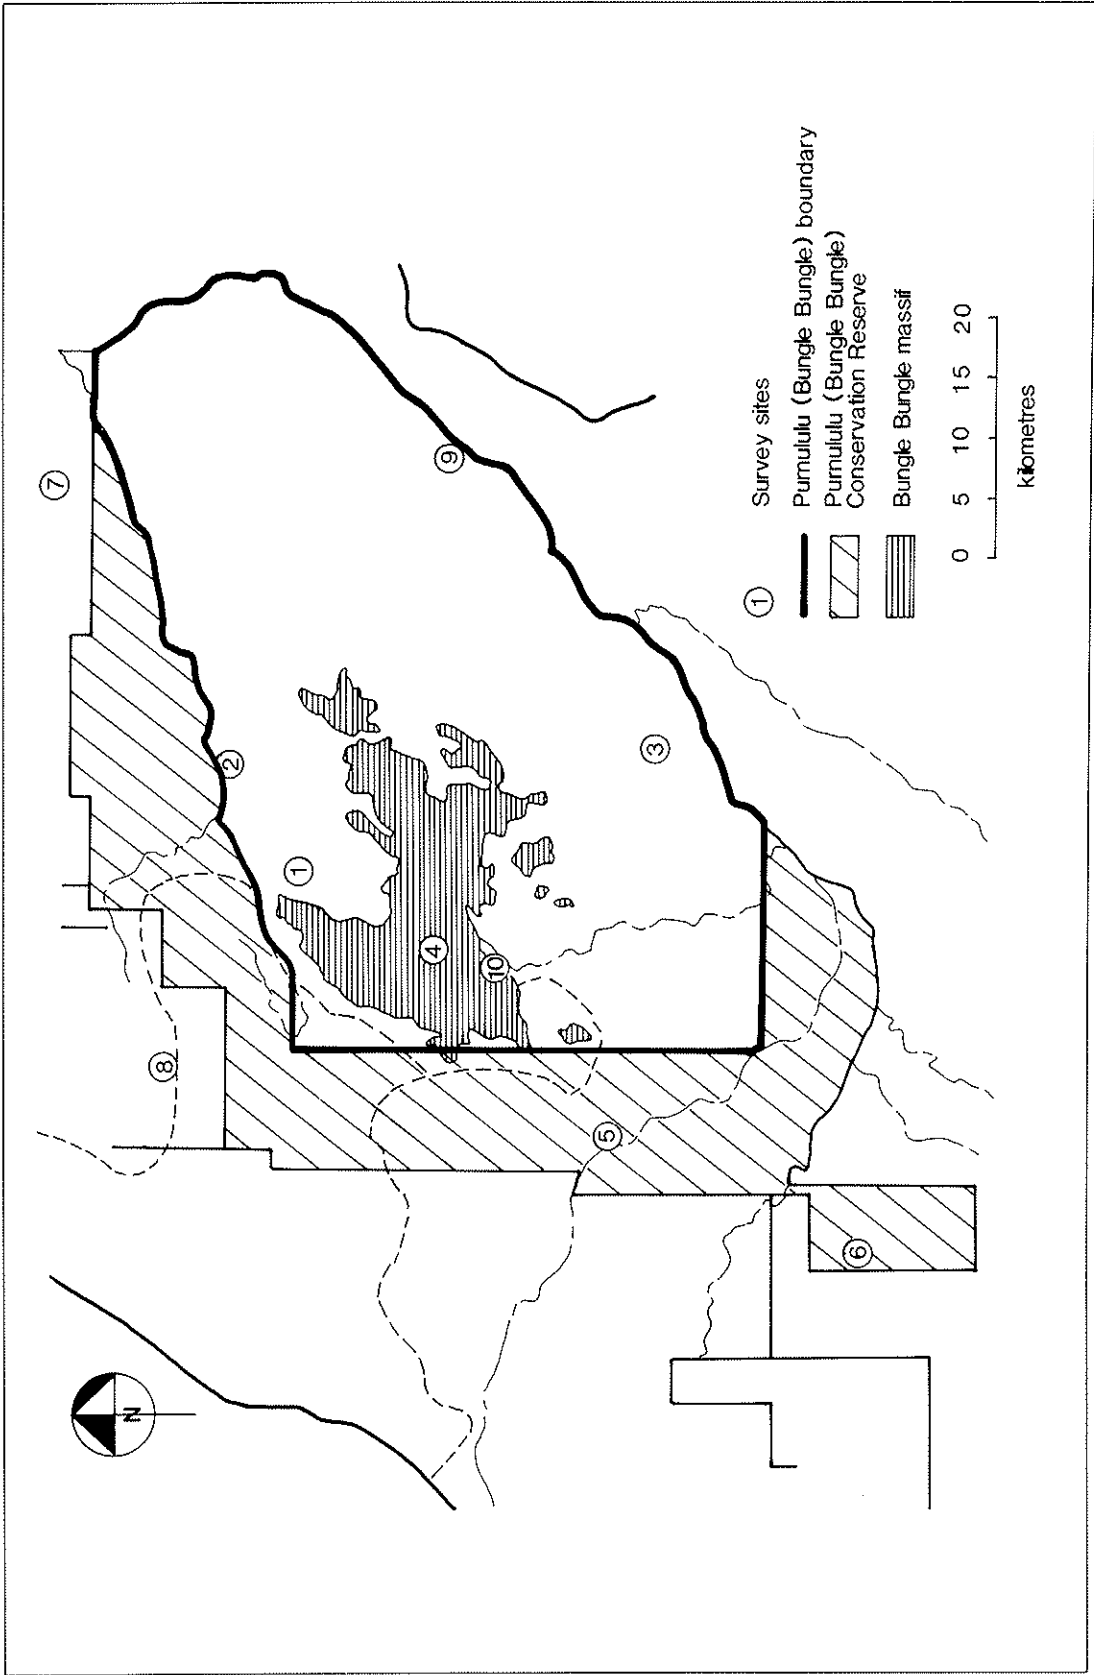 N
7
2
8
1
9
4
10
3
5
6
1 Survey sites
Purnululu (Bungle Bungle) boundary
Purnululu (Bungle Bungle)
Conservation Reserve
Bungle Bungle massif
0 5 10 15 20
kilometres